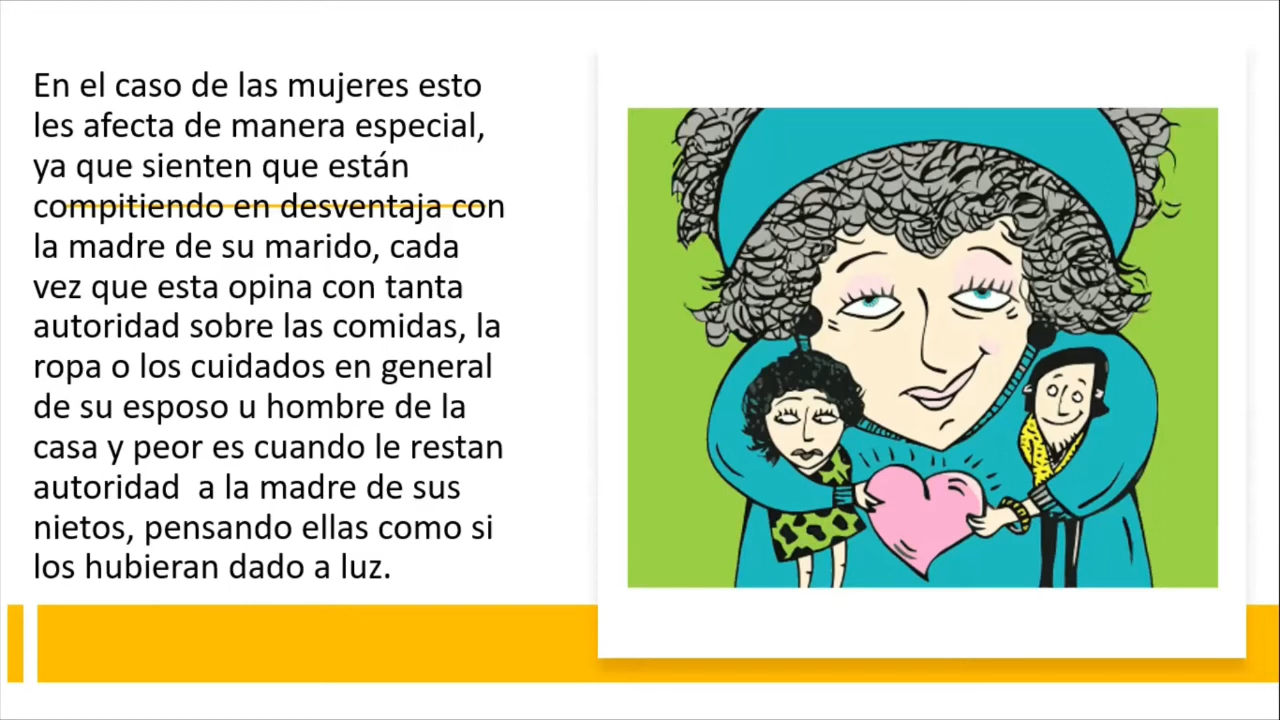 En el caso de las mujeres esto
les afecta de manera especial,
ya que sienten que están
compitiendo en desventaja con
la madre de su marido, cada
vez que esta opina con tanta
autoridad sobre las comidas, la
ropa o los cuidados en general
de su esposo u hombre de la
casa y peor es cuando le restan
autoridad  a la madre de sus
nietos, pensando ellas como si
los hubieran dado a luz.